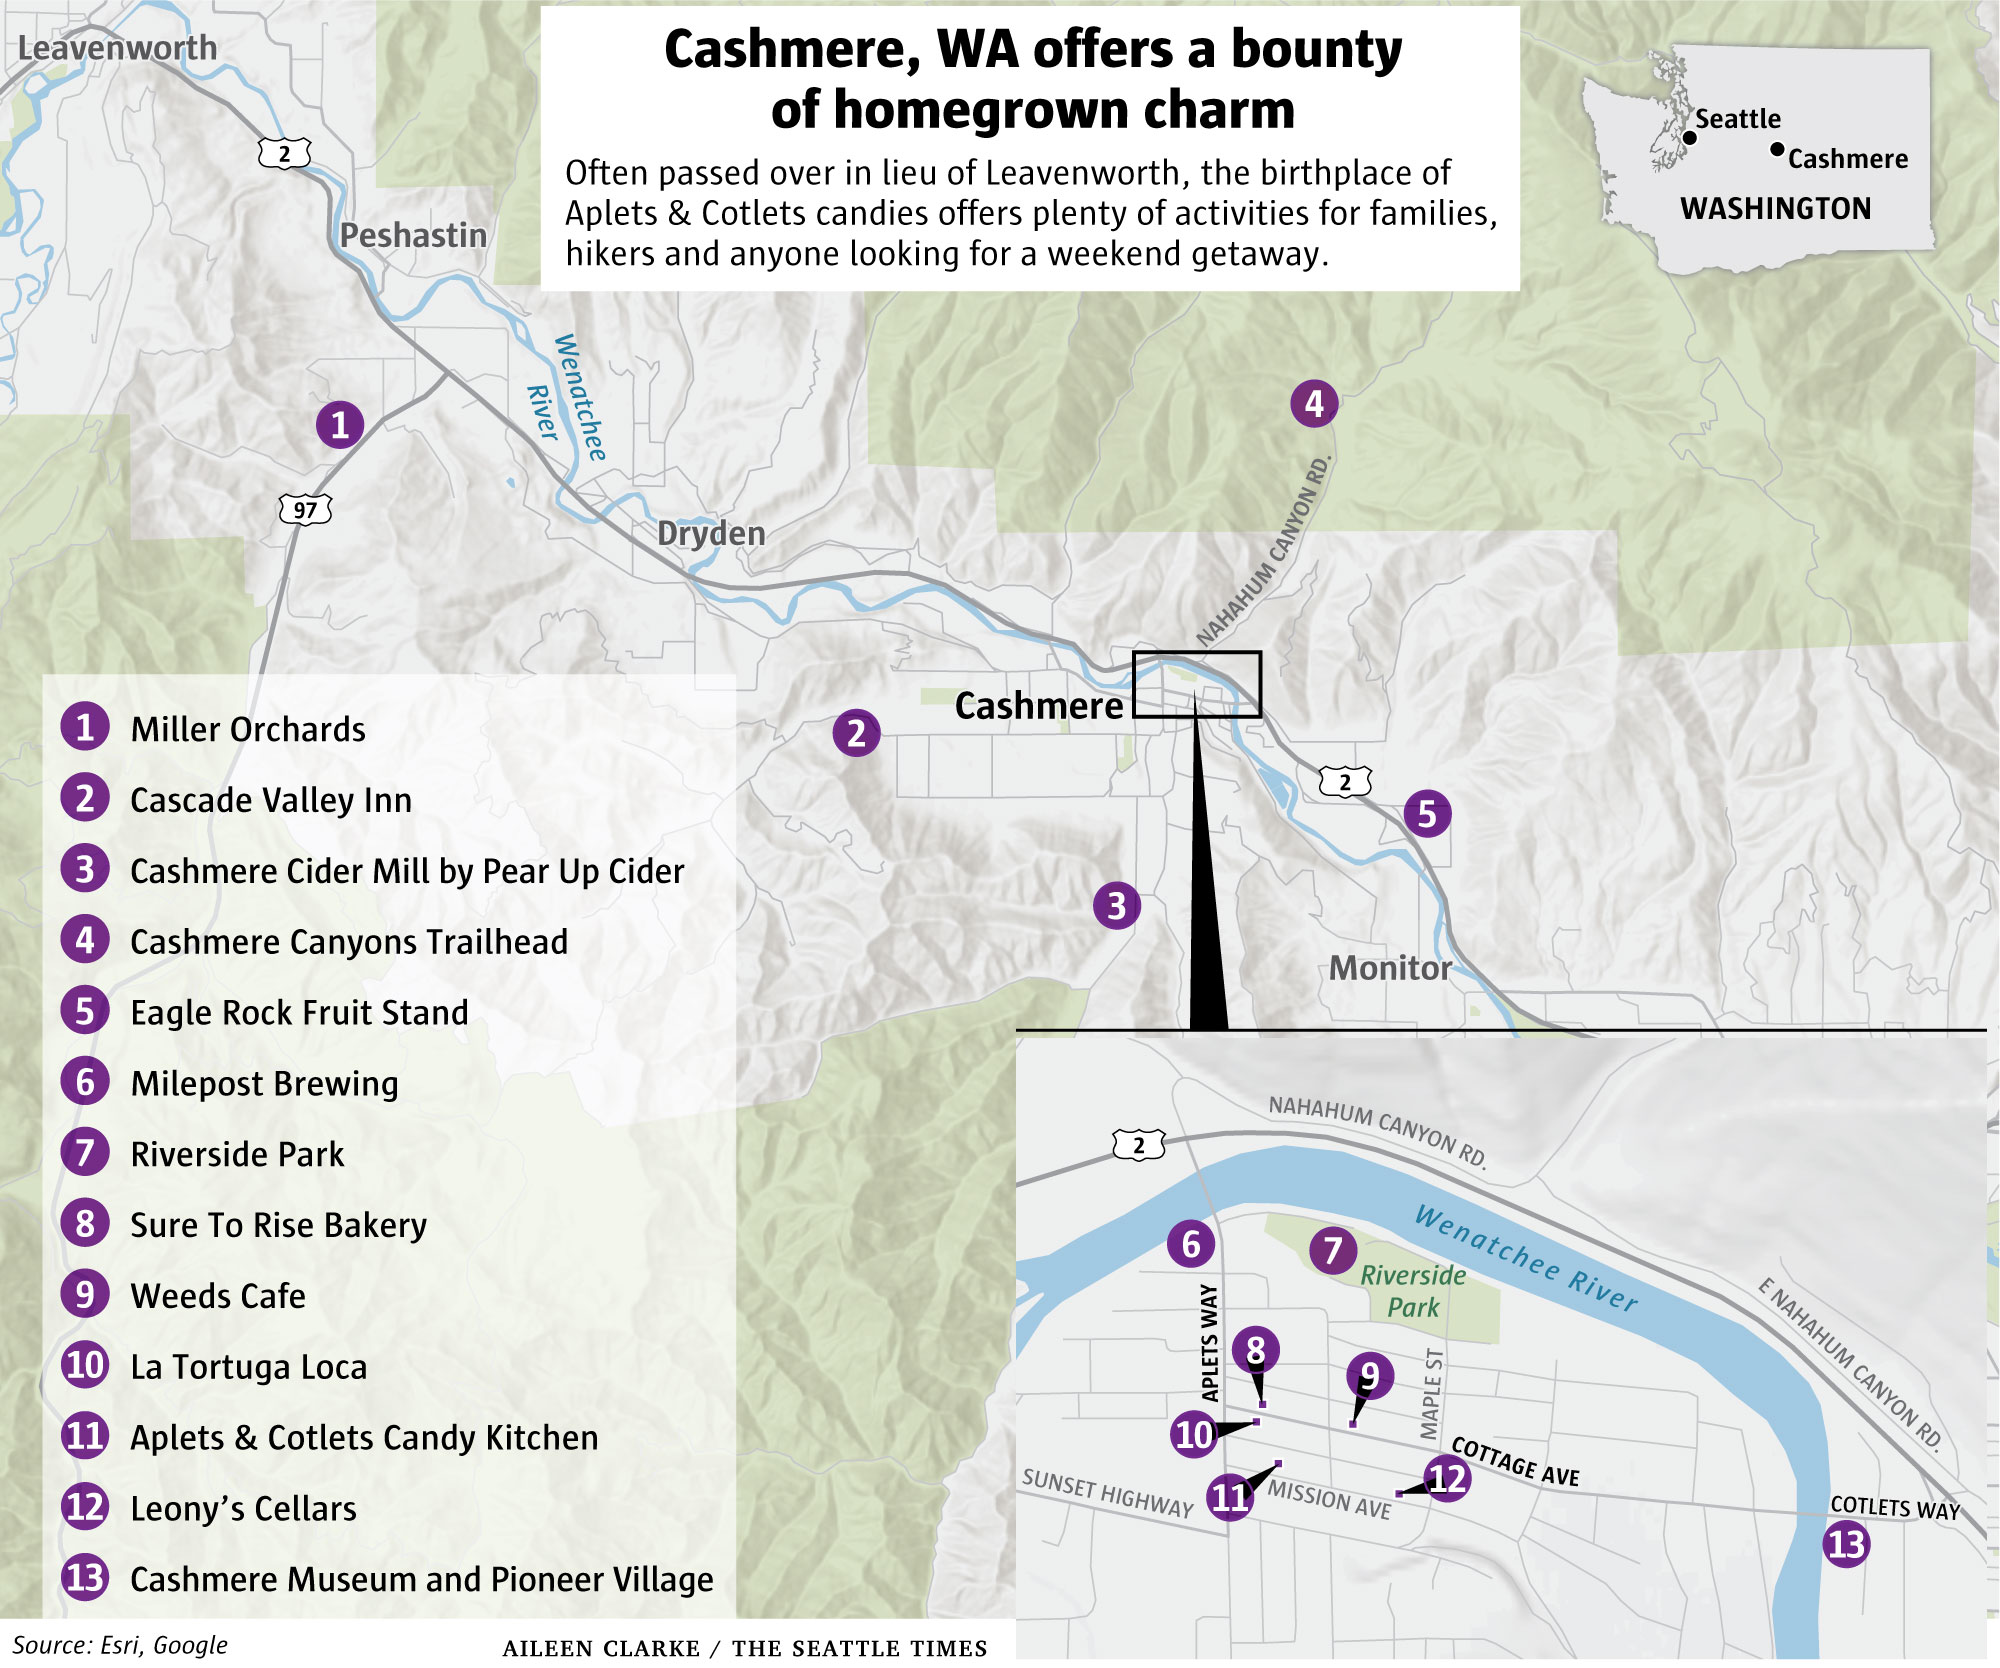 Cashmere, WA offers a bounty
of homegrown charm
Often passed over in lieu of Leavenworth, the birthplace of
Aplets & Cotlets candies offers plenty of activities for families,
hikers and anyone looking for a weekend getaway.
Seattle
Cashmere
WASHINGTON
Leavenworth
2
Peshastin
Wenatchee
River
1
97
4
NAHAHUM CANYON RD.
Dryden
Cashmere
2
2
5
3
Monitor
1 Miller Orchards
2 Cascade Valley Inn
3 Cashmere Cider Mill by Pear Up Cider
4 Cashmere Canyons Trailhead
5 Eagle Rock Fruit Stand
6 Milepost Brewing
7 Riverside Park
8 Sure To Rise Bakery
9 Weeds Cafe
10 La Tortuga Loca
11 Aplets & Cotlets Candy Kitchen
12 Leony’s Cellars
13 Cashmere Museum and Pioneer Village
NAHAHUM CANYON RD.
2
Wenatchee River
6
7
Riverside
Park
E NAHAHUM CANYON RD.
APLETS WAY
8
9
MAPLE ST
10
COTTAGE AVE
12
SUNSET HIGHWAY
11
MISSION AVE
COTLETS WAY
13
Source: Esri, Google
AILEEN CLARKE / THE SEATTLE TIMES